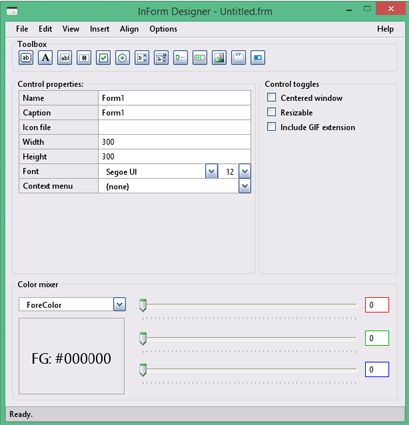 InForm Designer - Untitled.frm
File Edit View Insert Align Options Help
Toolbox
Control properties:
Name Form1
Caption Form1
Icon file
Width 300
Height 300
Font Segoe UI 12
Context menu (none)
Control toggles
Centered window
Resizable
Include GIF extension
Color mixer
ForeColor
0
FG: #000000
0
0
Ready.